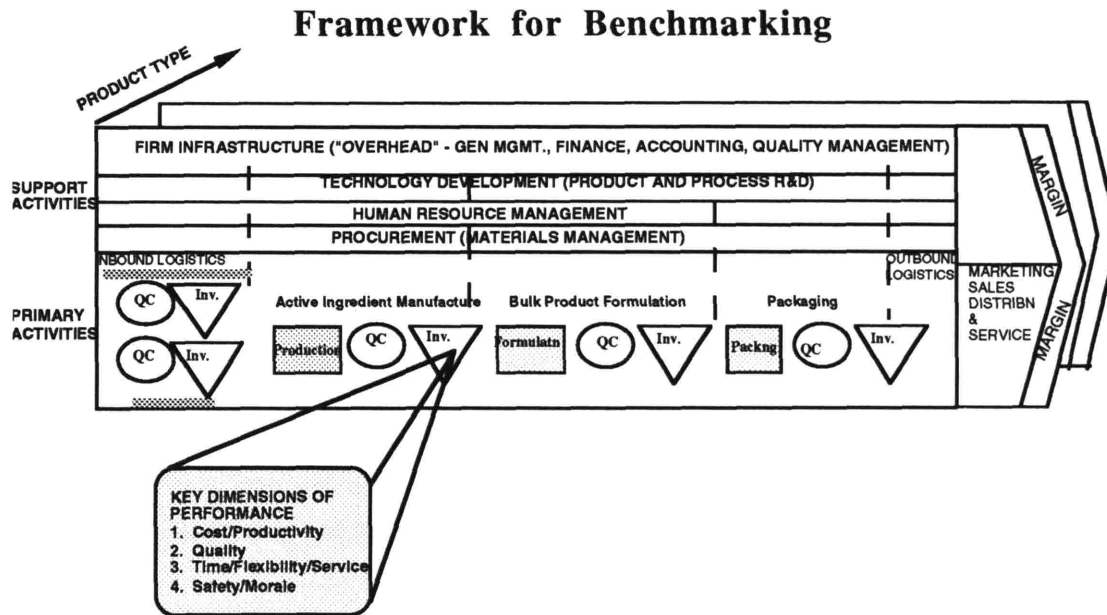 Framework for Benchmarking
PRODUCT TYPE
FIRM INFRASTRUCTURE ("OVERHEAD" - GEN MGMT., FINANCE, ACCOUNTING, QUALITY MANAGEMENT)
SUPPORT
ACTIVITIES
TECHNOLOGY DEVELOPMENT (PRODUCT AND PROCESS R&D)
HUMAN RESOURCE MANAGEMENT
PROCUREMENT (MATERIALS MANAGEMENT)
MARGIN
NBOUND LOGISTICS
OUTBOUND
LOGISTICS
MARKETING
SALES
DISTRIBN
&
SERVICE
MARGIN
PRIMARY
ACTIVITIES
QC
Inv.
QC
Inv.
Active Ingredient Manufacture
Production
QC
Inv.
Bulk Product Formulation
Formulatn
QC
Inv.
Packaging
Packng
QC
Inv.
KEY DIMENSIONS OF
PERFORMANCE
1. Cost/Productivity
2. Quality
3. Time/Flexibility/Service
4. Safety/Morale